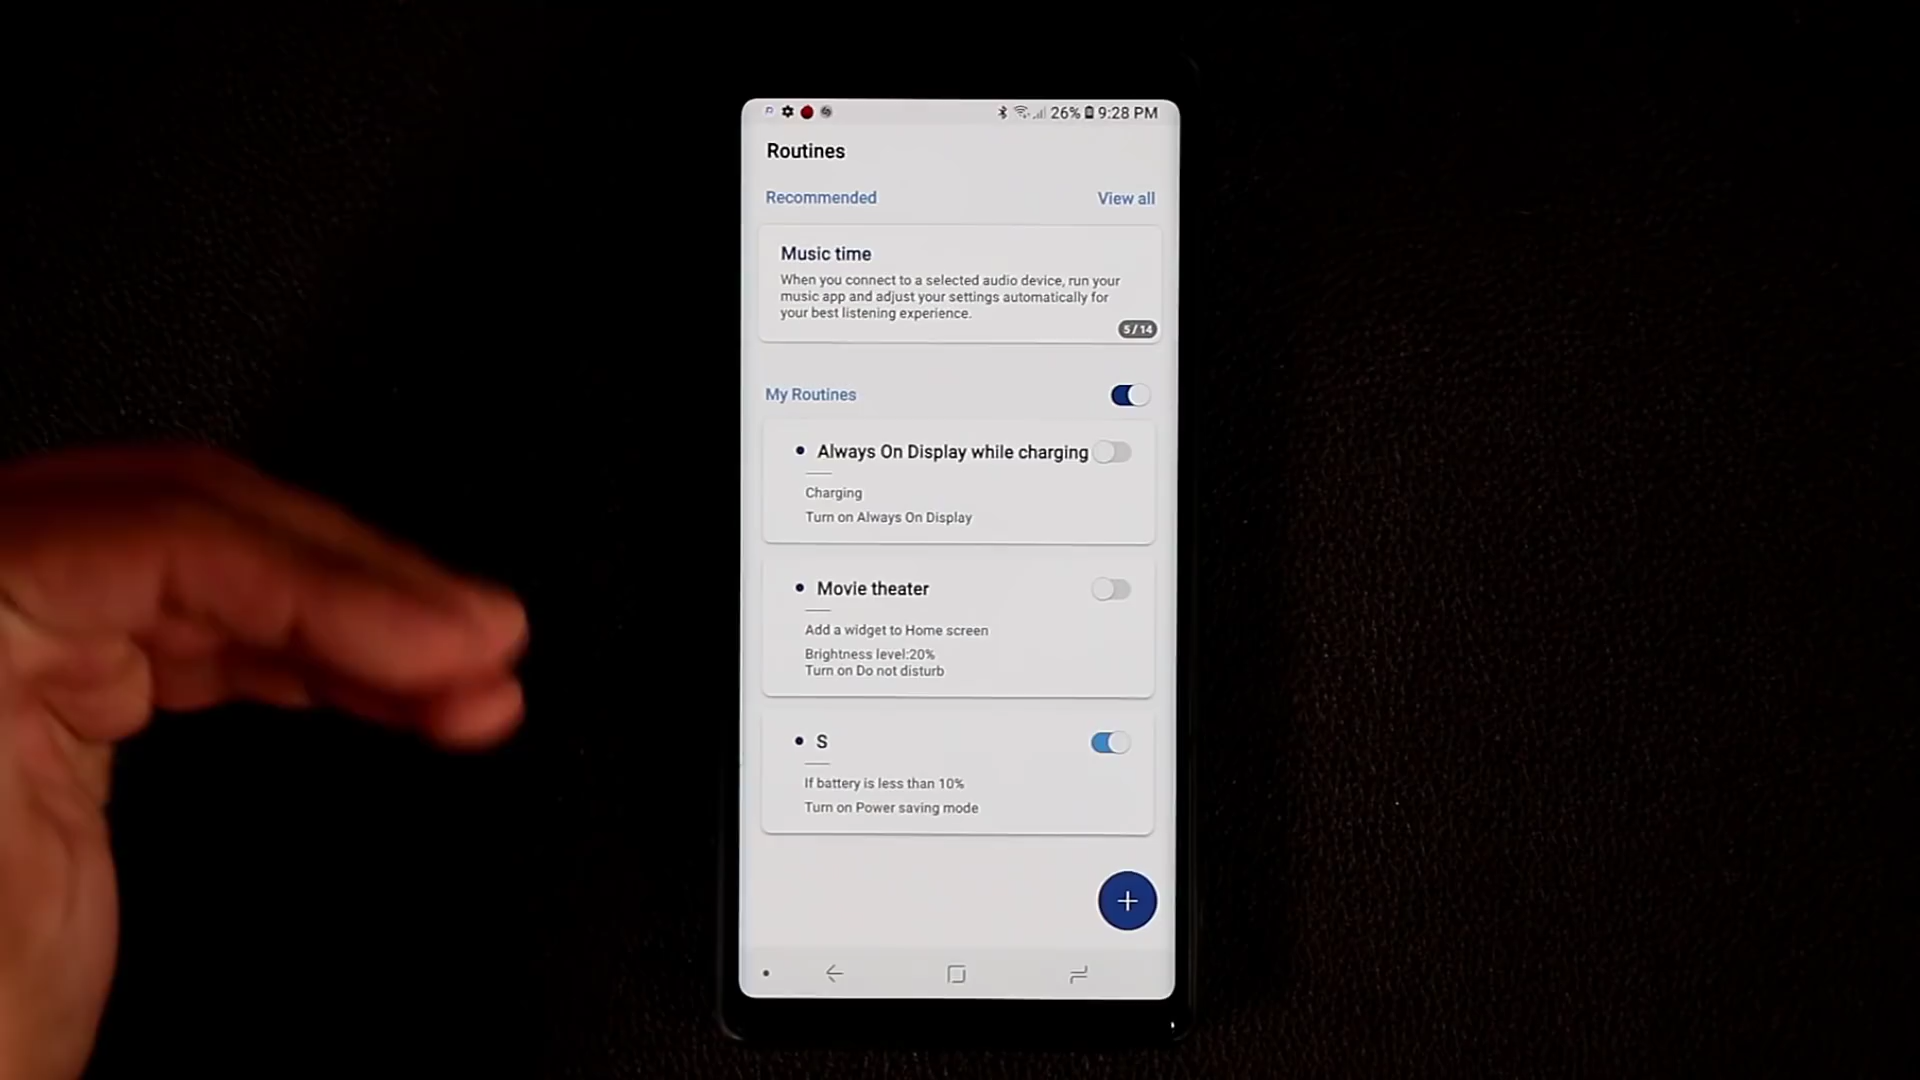 26% 9:28 PM
Routines
Recommended View all
Music time
When you connect to a selected audio device, run your
music app and adjust your settings automatically for
your best listening experience.
5/14
My Routines
Always On Display while charging
Charging
Turn on Always On Display
Movie theater
Add a widget to Home screen
Brightness level:20%
Turn on Do not disturb
S
If battery is less than 10%
Turn on Power saving mode